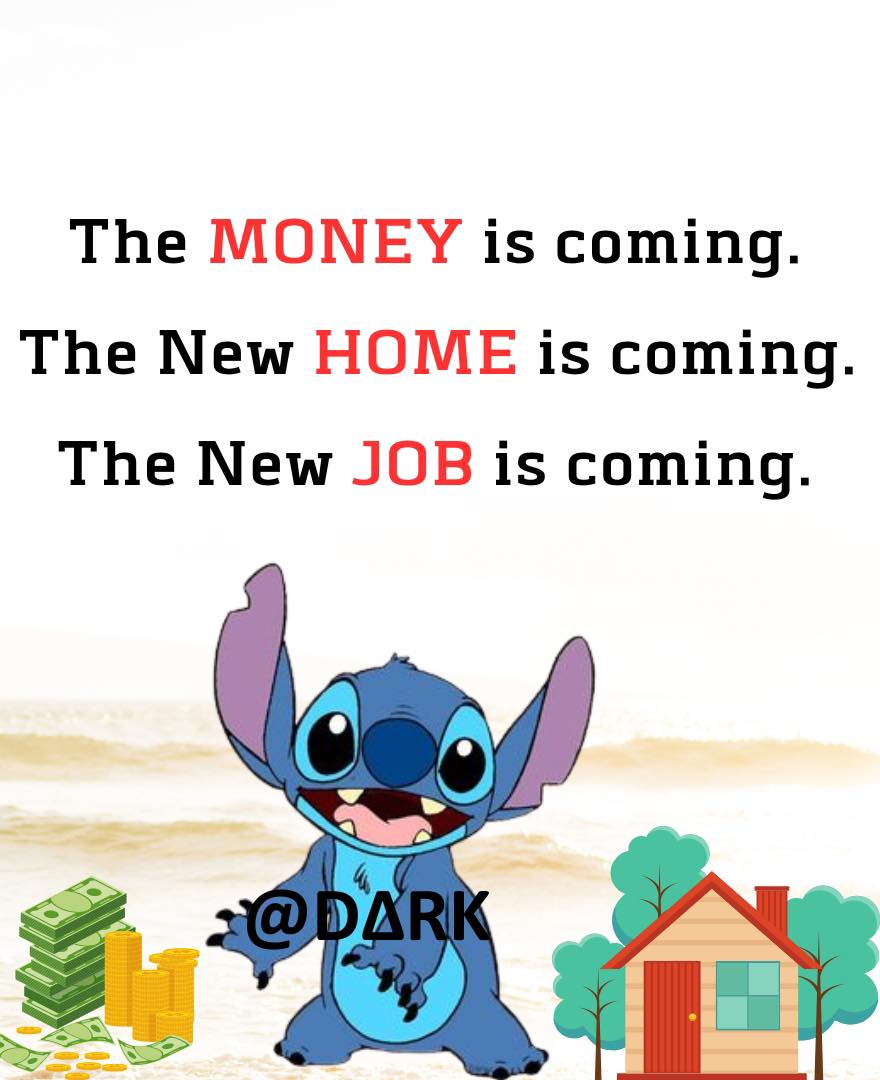 The MONEY is coming.
The New HOME is coming.
The New JOB is coming.
@DΔRK